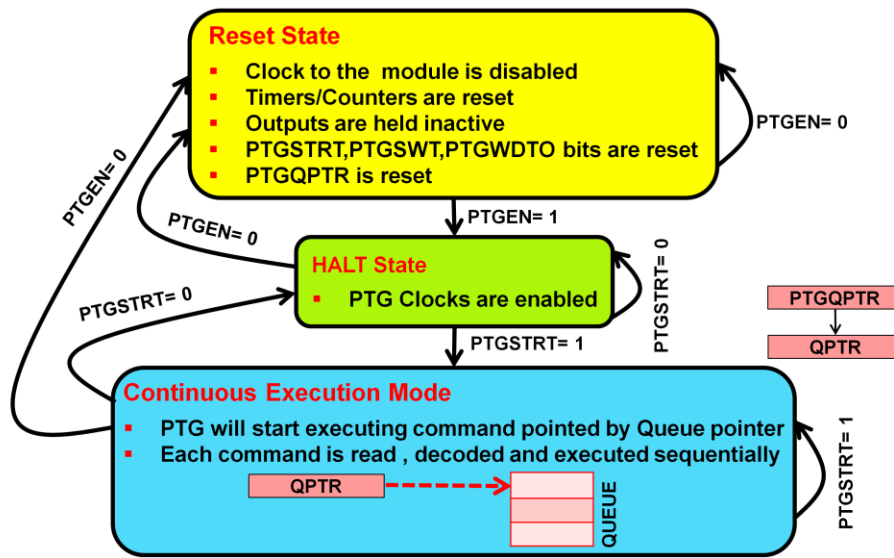 Reset State
▪ Clock to the  module is disabled
▪ Timers/Counters are reset
▪ Outputs are held inactive
▪ PTGSTRT,PTGSWT,PTGWDTO bits are reset
▪ PTGQPTR is reset
PTGEN= 0
PTGEN= 0
PTGEN= 0
PTGEN= 1
HALT State
▪ PTG Clocks are enabled
PTGSTRT= 0
PTGSTRT= 0
PTGQPTR
QPTR
PTGSTRT= 1
Continuous Execution Mode
▪ PTG will start executing command pointed by Queue pointer
▪ Each command is read , decoded and executed sequentially
QPTR
QUEUE
PTGSTRT= 1